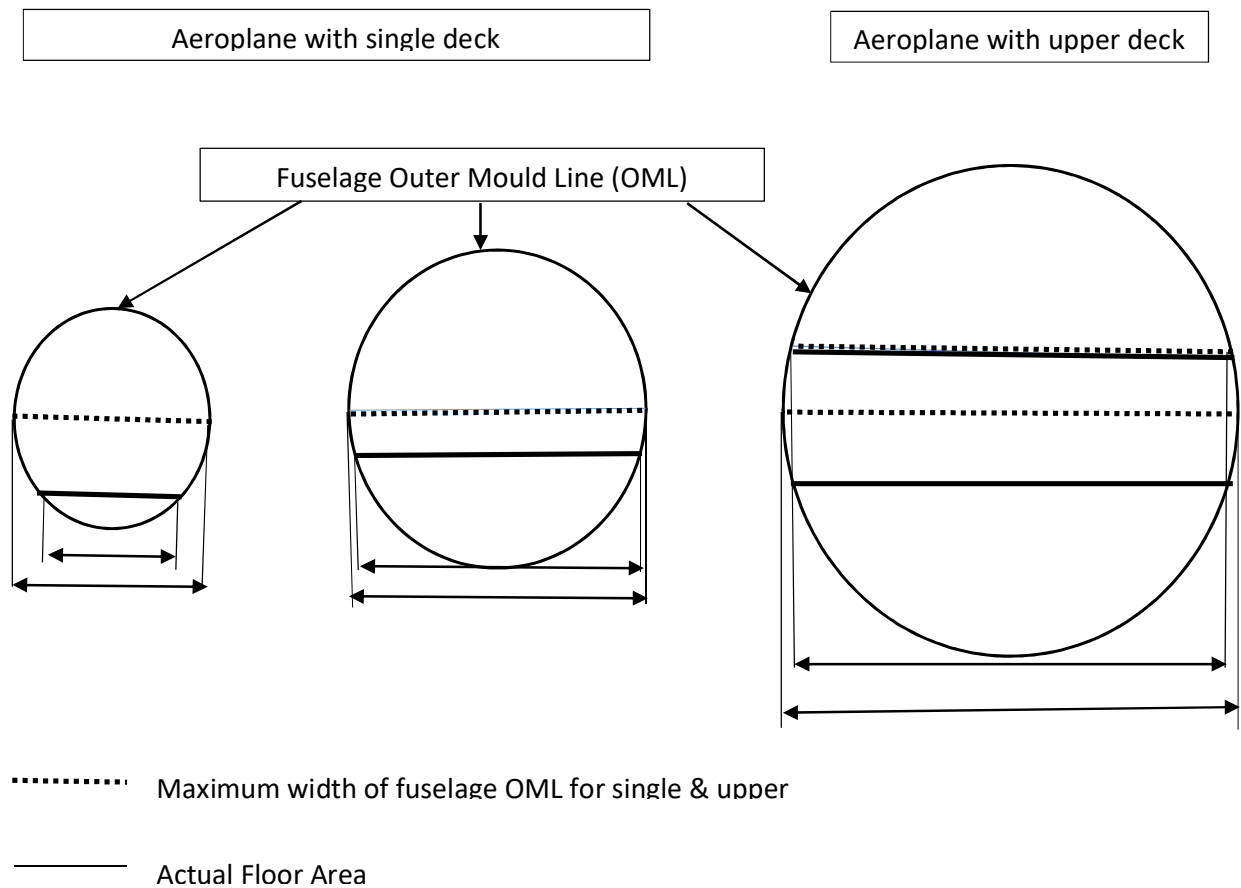 Aeroplane with single deck
Aeroplane with upper deck
Fuselage Outer Mould Line (OML)
Maximum width of fuselage OML for single & upper
Actual Floor Area